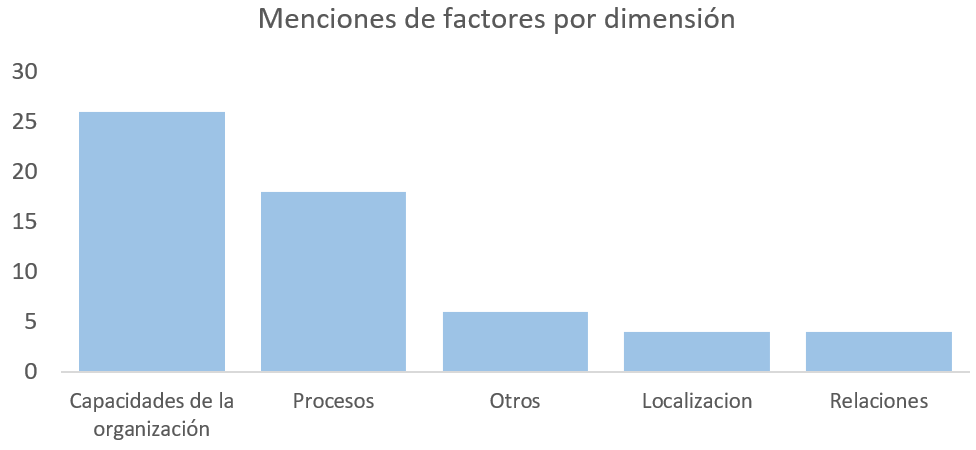 Menciones de factores por dimensión
30
25
20
15
10
5
0
Capacidades de la
organización
Procesos
Otros
Localizacion
Relaciones